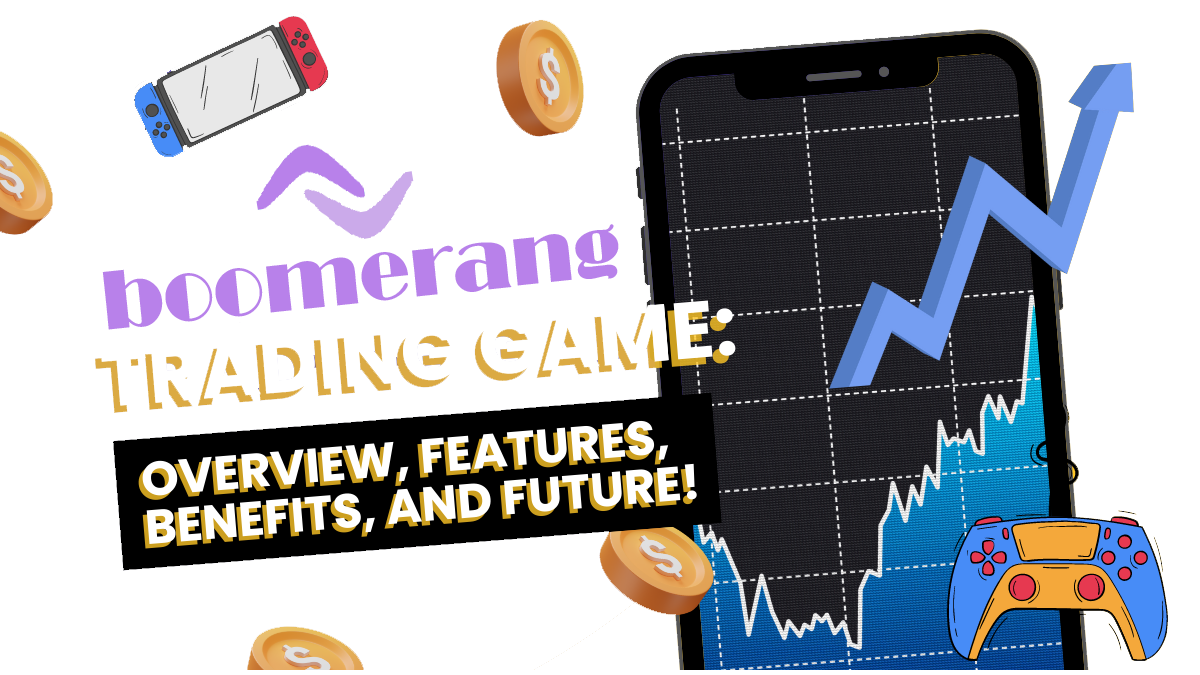 boomerang
TRADING GAME:
OVERVIEW, FEATURES,
BENEFITS, AND FUTURE!